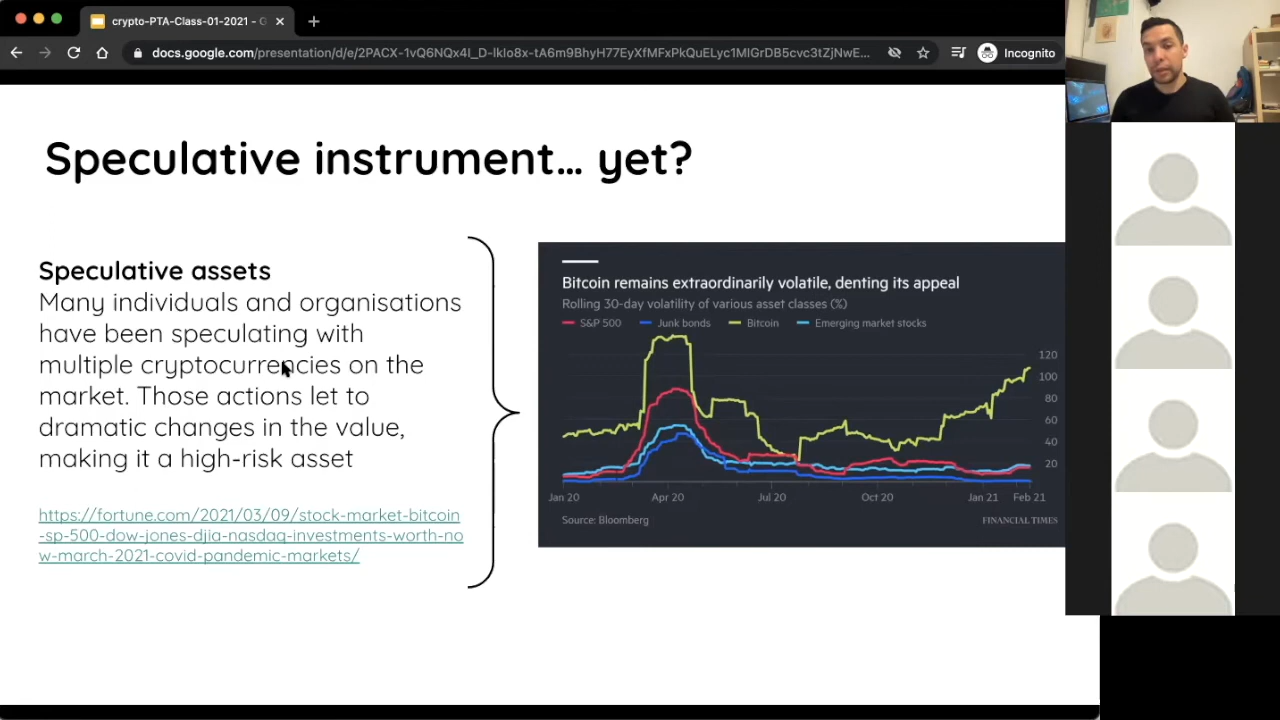 crypto-PTA-Class-01-2021 - G
docs.google.com/presentation/d/e/2PACX-1vQ6NQx4i_D-lkIo8x-tA6m9BhyH77EyXfMFxPkQuELyc1MIGrDB5cvc3tZjNwE...
Incognito
Speculative instrument... yet?
Speculative assets
Many individuals and organisations
have been speculating with
multiple cryptocurrencies on the
market. Those actions let to
dramatic changes in the value,
making it a high-risk asset
https://fortune.com/2021/03/09/stock-market-bitcoin
-sp-500-dow-jones-djia-nasdaq-investments-worth-no
w-march-2021-covid-pandemic-markets/
Bitcoin remains extraordinarily volatile, denting its appeal
Rolling 30-day volatility of various asset classes (%)
S&P 500 Junk bonds Bitcoin Emerging market stocks
120
100
80
60
40
20
Jan 20 Apr 20 Jul 20 Oct 20 Jan 21 Feb 21
Source: Bloomberg FINANCIAL TIMES